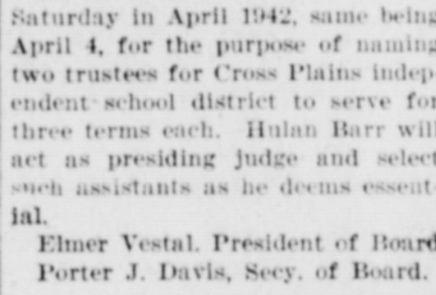 Saturday in April 1942, same being
April 4, for the purpose of naming
two trustees for Cross Plains indep-
endent school district to serve for
three terms each. Hulan Barr will
act as presiding judge and select
such assistants as he deems essent-
ial.
Elmer Vestal, President of Board
Porter J. Davis, Secy. of Board.